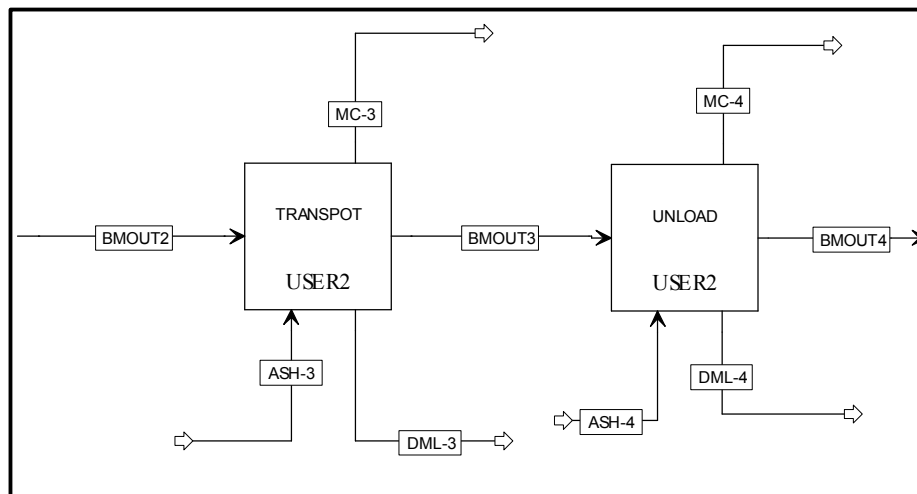 MC-3
MC-4
TRANSPOT
UNLOAD
BMOUT2
BMOUT3
BMOUT4
USER2
USER2
ASH-3
DML-4
ASH-4
DML-3